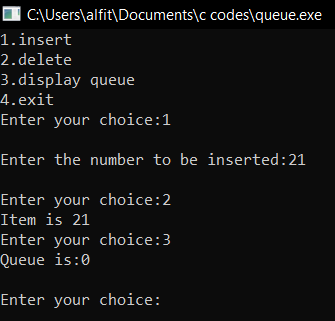 C:\Users\alfit\Documents\c codes\queue.exe
1.insert
2.delete
3.display queue
4.exit
Enter your choice:1
Enter the number to be inserted:21
Enter your choice:2
Item is 21
Enter your choice:3
Queue is:0
Enter your choice: